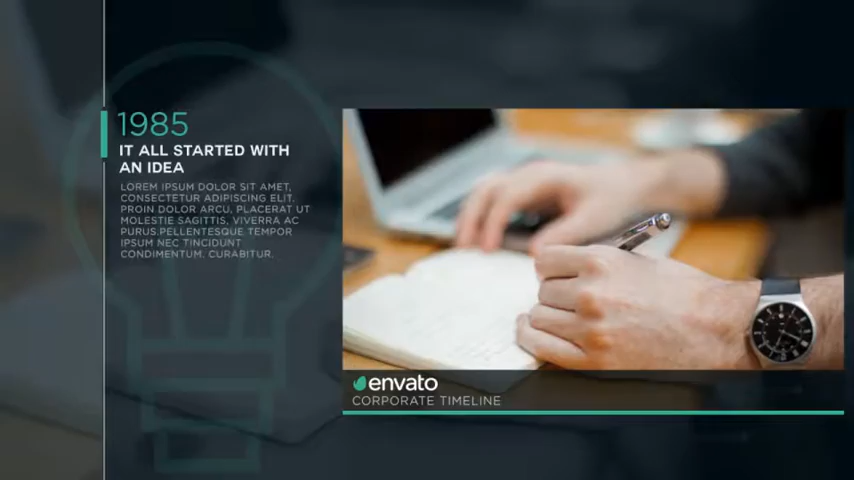 1985
IT ALL STARTED WITH
AN IDEA
LOREM IPSUM DOLOR SIT AMET,
CONSECTETUR ADIPISCING ELIT.
PROIN DOLOR ARCU, PLACERAT UT
MOLESTIE SAGITTIS, VIVERRA AC
PURUS.PELLENTESQUE TEMPOR
IPSUM NEC TINCIDUNT
CONDIMENTUM. CURABITUR.
envato
CORPORATE TIMELINE